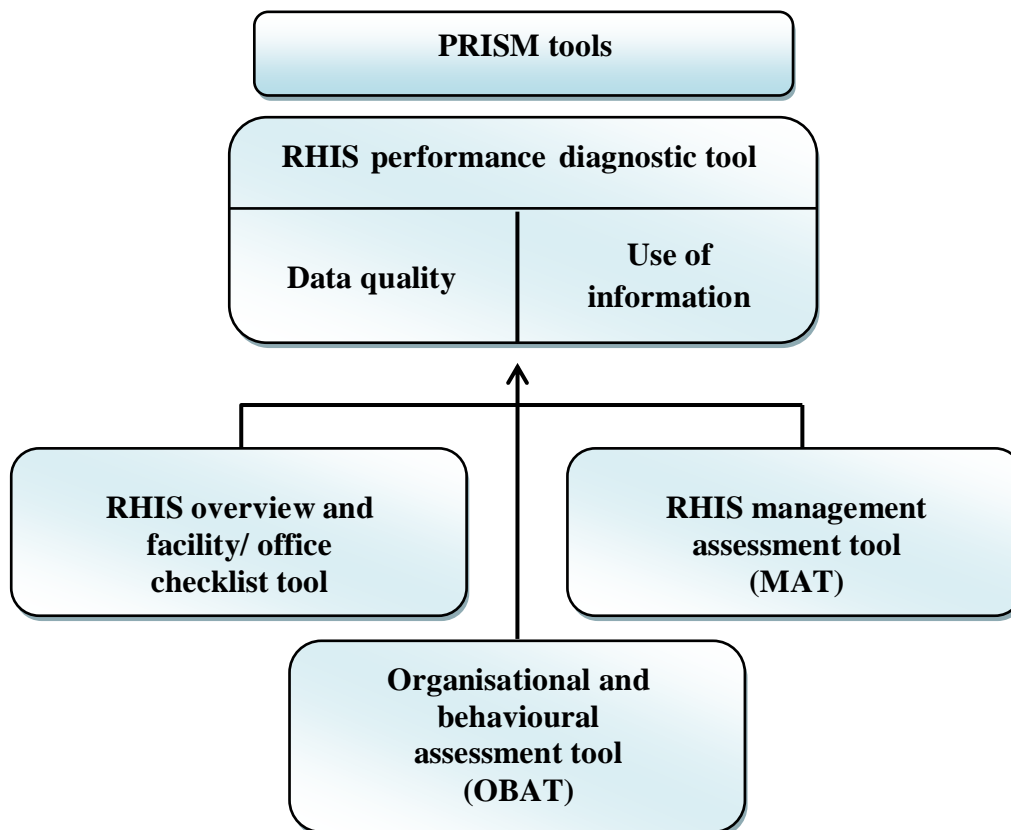 PRISM tools
RHIS performance diagnostic tool
Data quality
Use of
information
RHIS overview and
facility/ office
checklist tool
RHIS management
assessment tool
(MAT)
Organisational and
behavioural
assessment tool
(OBAT)